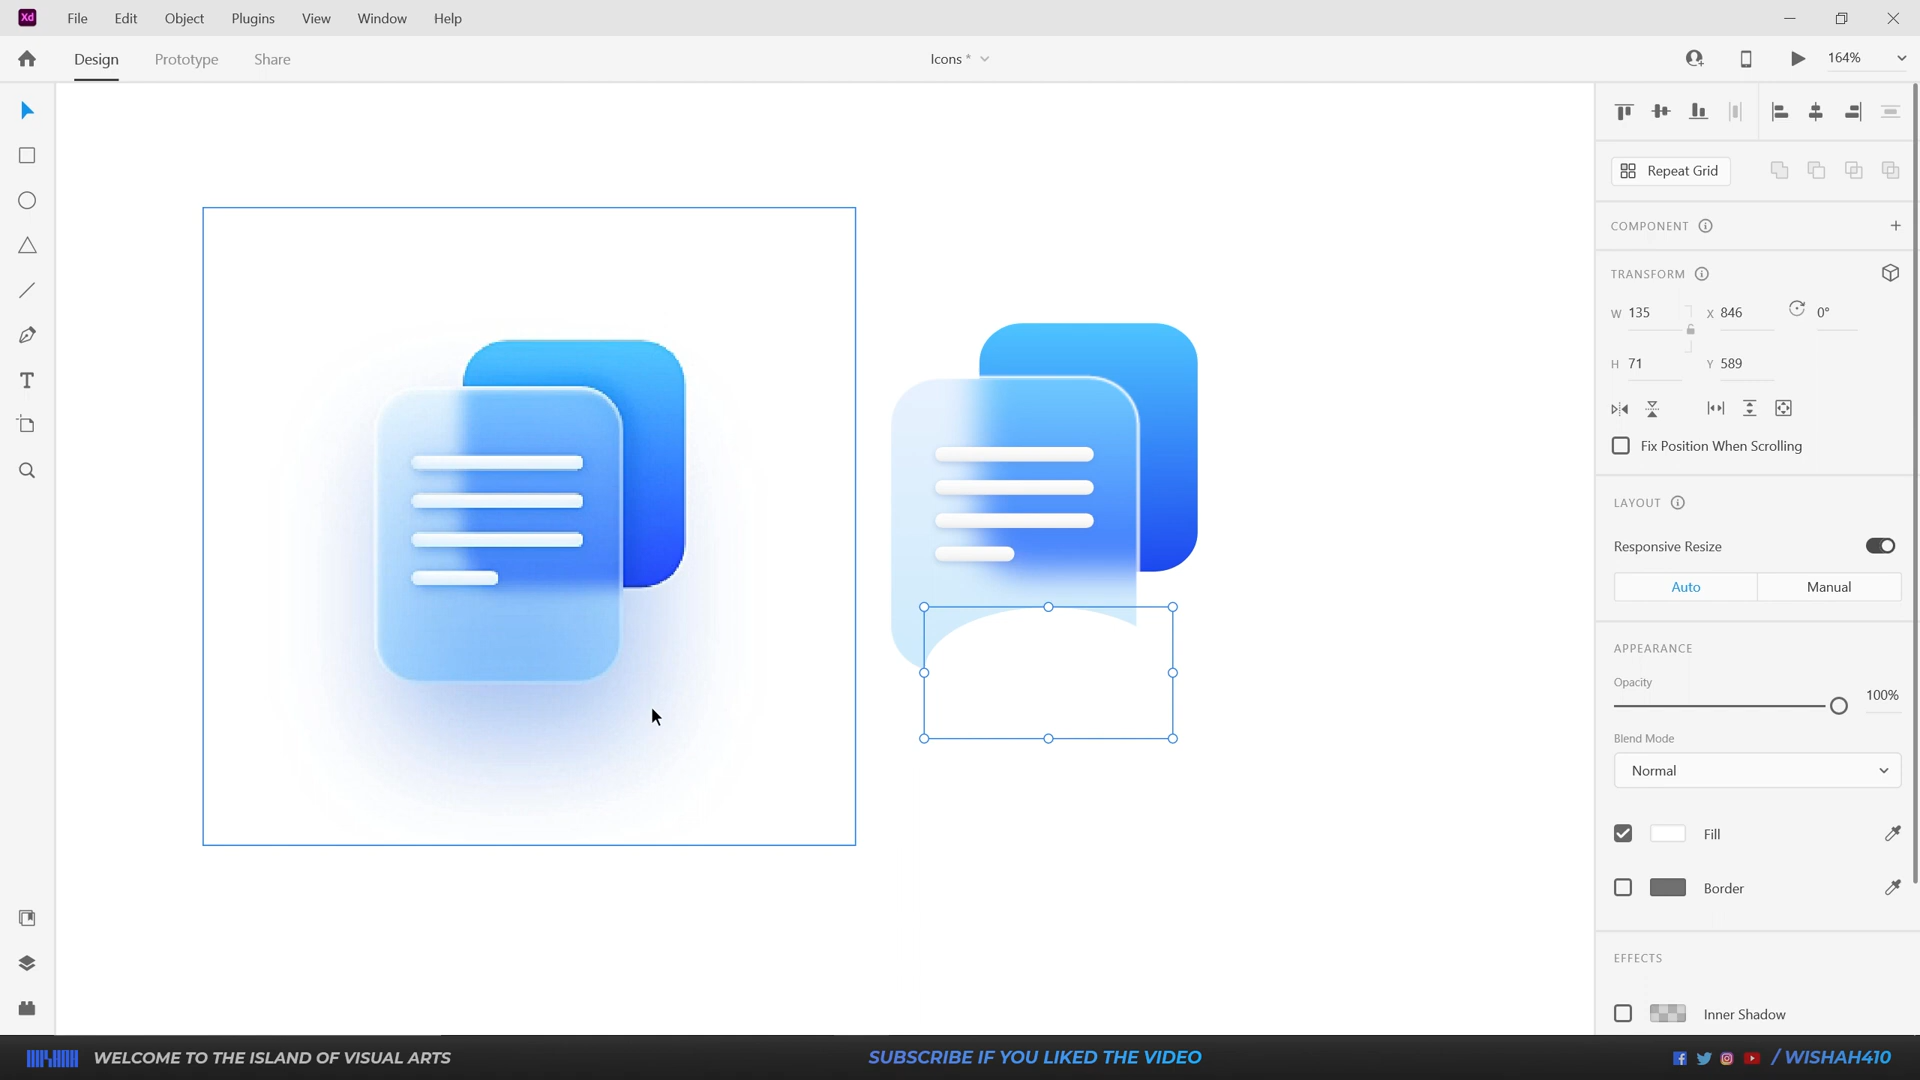 Xd File Edit Object Plugins View Window Help
Design Prototype Share Icons * 164%
Repeat Grid
COMPONENT
TRANSFORM
W 135 X 846 0°
H 71 Y 589
Fix Position When Scrolling
LAYOUT
Responsive Resize
Auto Manual
APPEARANCE
Opacity
100%
Blend Mode
Normal
Fill
Border
EFFECTS
Inner Shadow
WELCOME TO THE ISLAND OF VISUAL ARTS SUBSCRIBE IF YOU LIKED THE VIDEO / WISHAH410